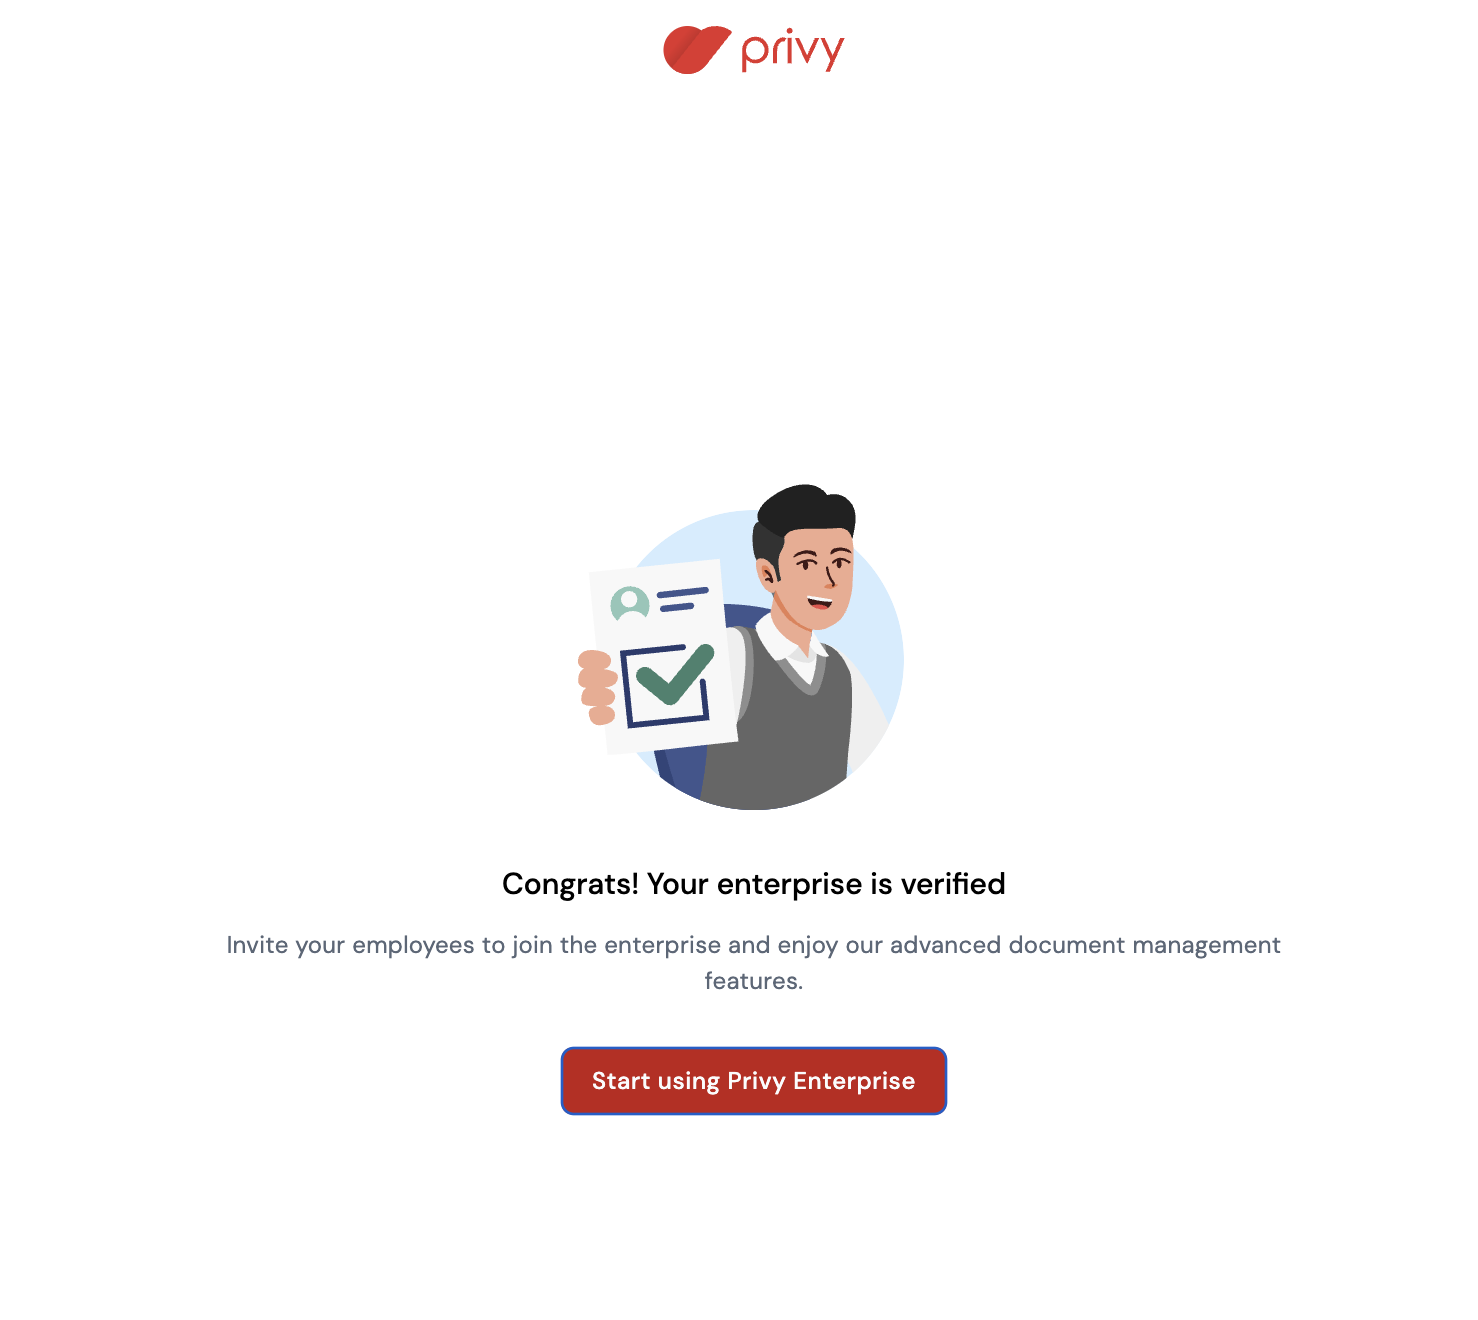 privy
Congrats! Your enterprise is verified
Invite your employees to join the enterprise and enjoy our advanced document management
features.
Start using Privy Enterprise